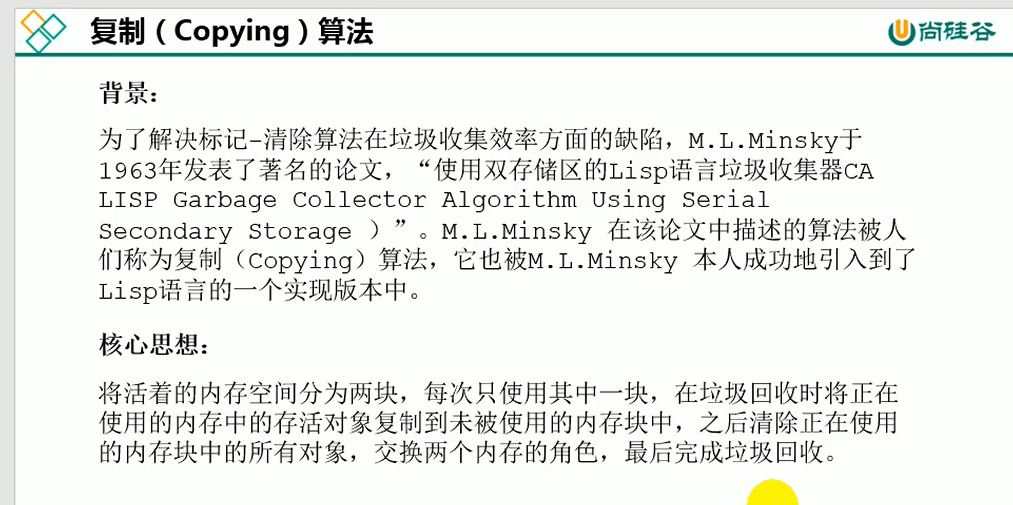 复制（Copying）算法
尚硅谷
背景：
为了解决标记-清除算法在垃圾收集效率方面的缺陷，M.L.Minsky于
1963年发表了著名的论文，“使用双存储区的Lisp语言垃圾收集器CA
LISP Garbage Collector Algorithm Using Serial
Secondary Storage ）”。M.L.Minsky 在该论文中描述的算法被人
们称为复制（Copying）算法，它也被M.L.Minsky 本人成功地引入到了
Lisp语言的一个实现版本中。
核心思想：
将活着的内存空间分为两块，每次只使用其中一块，在垃圾回收时将正在
使用的内存中的存活对象复制到未被使用的内存块中，之后清除正在使用
的内存块中的所有对象，交换两个内存的角色，最后完成垃圾回收。